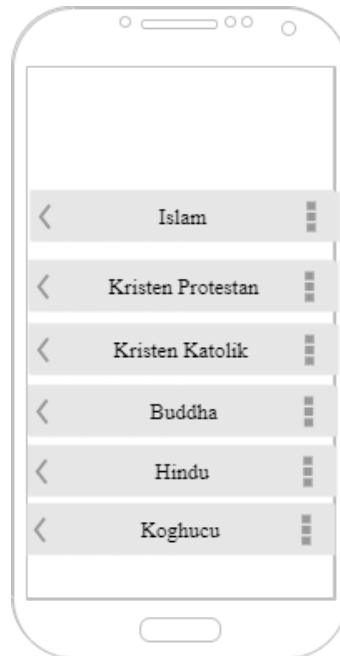 Islam
Kristen Protestan
Kristen Katolik
Buddha
Hindu
Koghucu